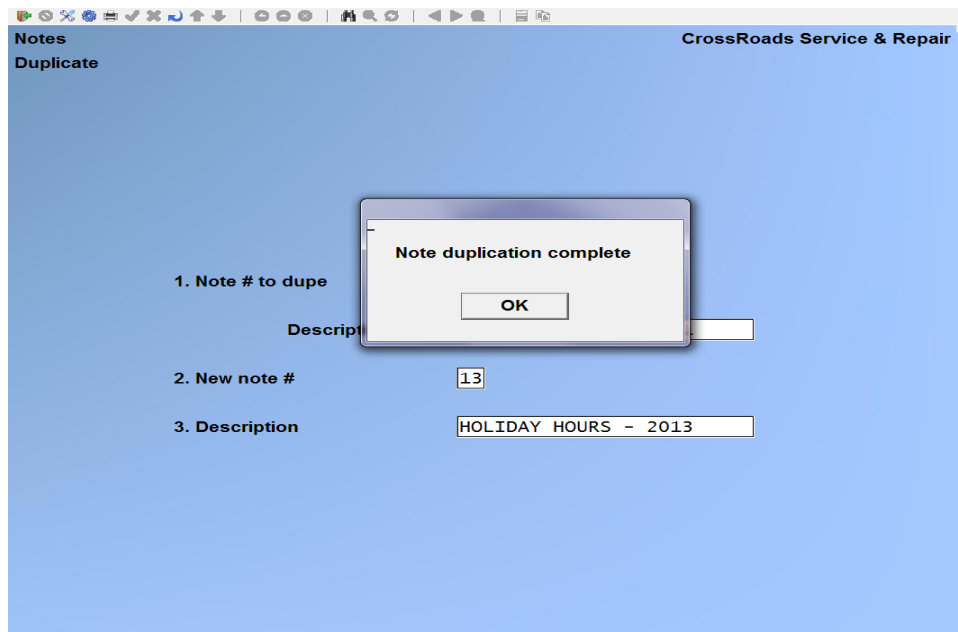 Notes
CrossRoads Service & Repair
Duplicate
Note duplication complete
OK
1. Note # to dupe
2. New note #
13
3. Description
HOLIDAY HOURS - 2013